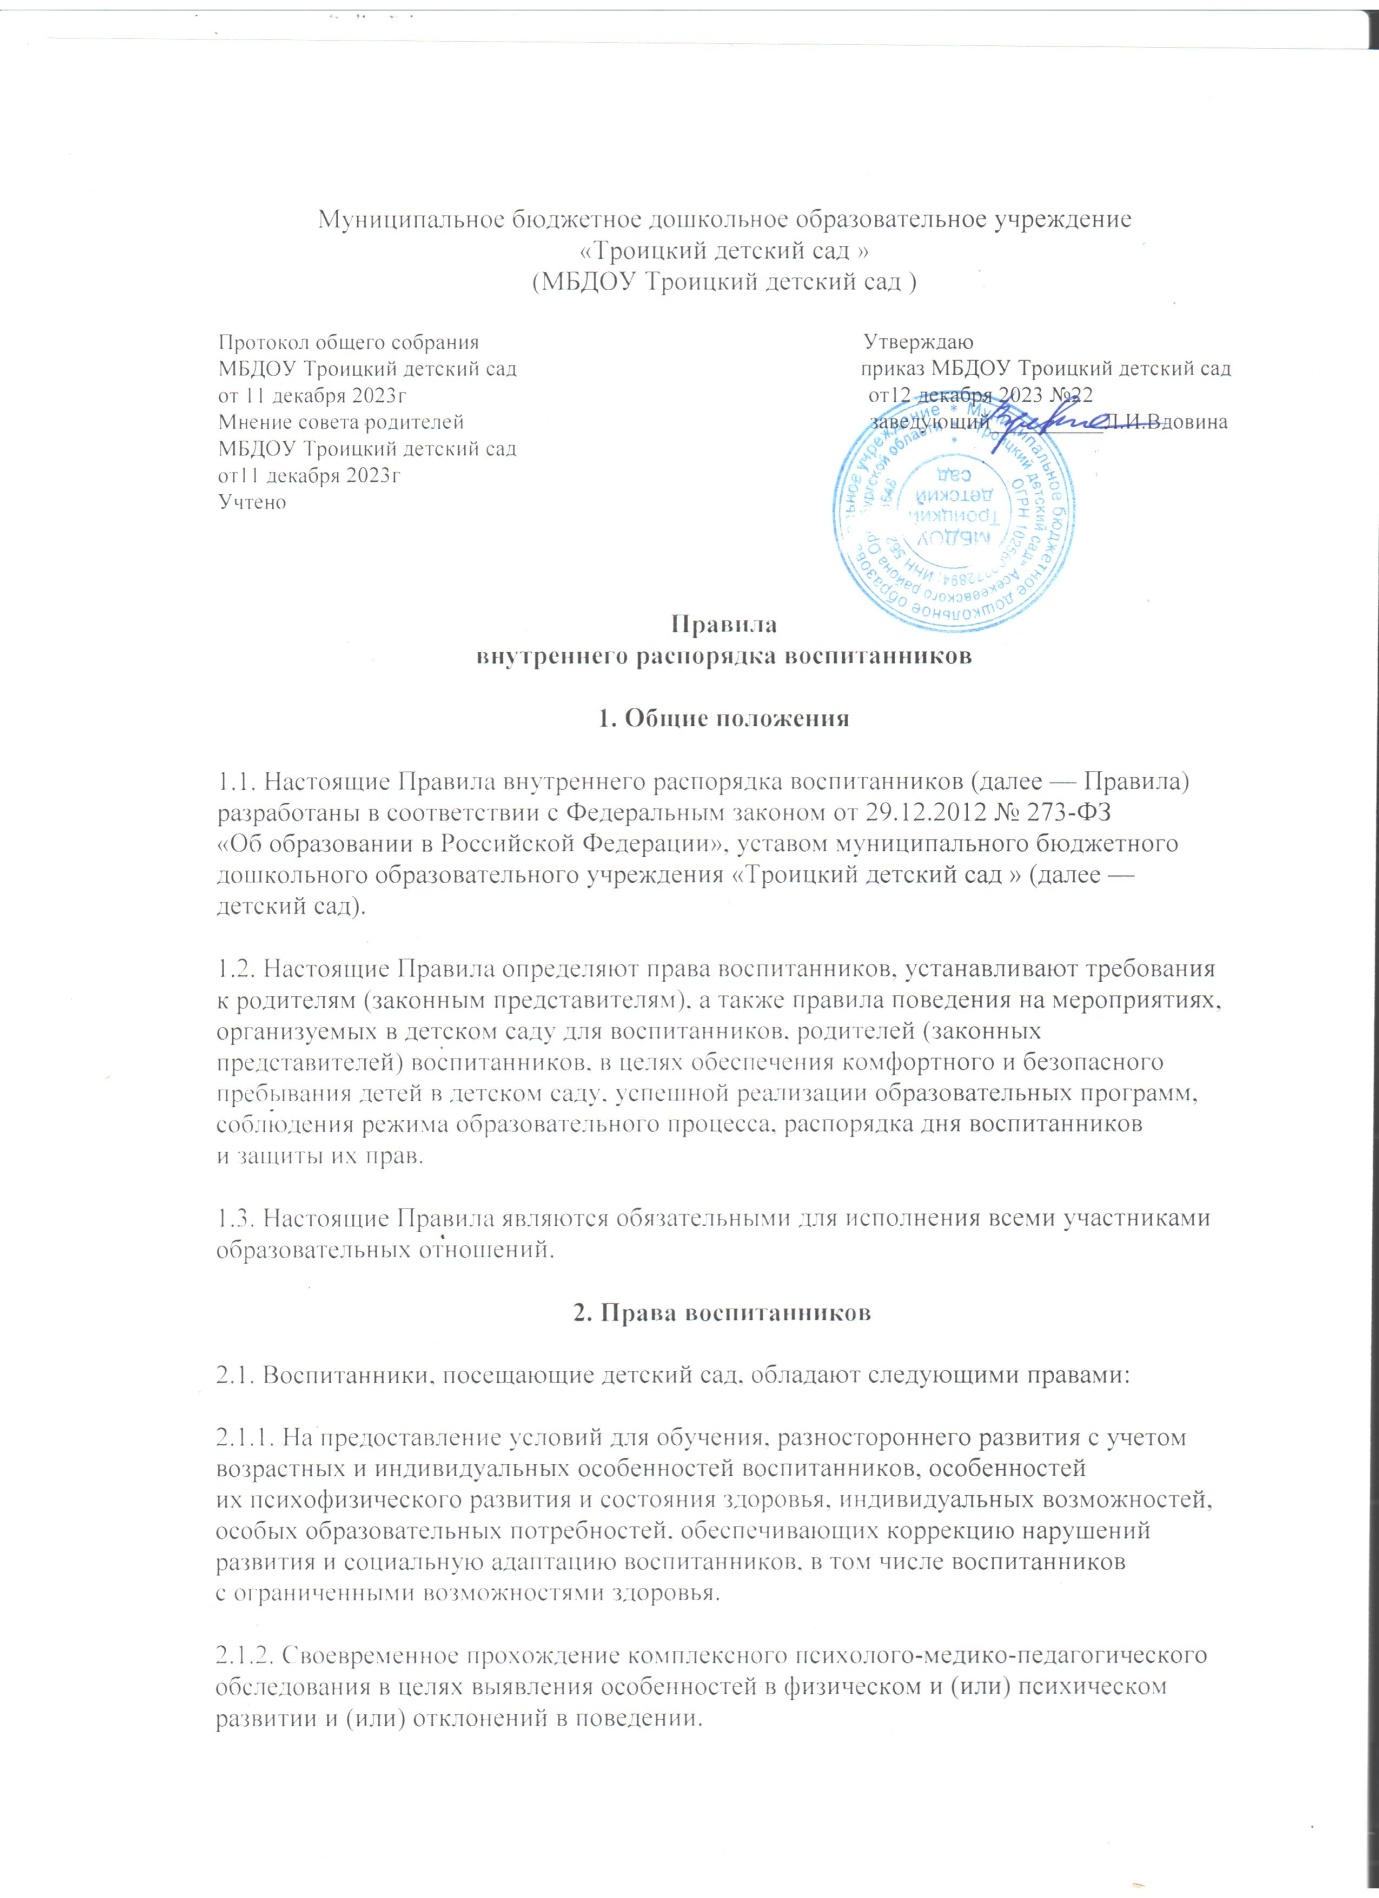 Муниципальное бюджетное дошкольное образовательное учреждение
«Троицкий детский сад »
(МБДОУ Троицкий детский сад )
Протокол общего собрания
МБДОУ Троицкий детский сад
от 11 декабря 2023г
Мнение совета родителей
МБДОУ Троицкий детский сад
от11 декабря 2023г
Учтено
Утверждаю
приказ МБДОУ Троицкий детский сад
от12 декабря 2023 №22
заведующий__________Л.И.Вдовина
МБДОУ
Троицкий
детский
сад
Правила
внутреннего распорядка воспитанников
1. Общие положения
1.1. Настоящие Правила внутреннего распорядка воспитанников (далее — Правила)
разработаны в соответствии с Федеральным законом от 29.12.2012 № 273-ФЗ
«Об образовании в Российской Федерации», уставом муниципального бюджетного
дошкольного образовательного учреждения «Троицкий детский сад » (далее —
детский сад).
1.2. Настоящие Правила определяют права воспитанников, устанавливают требования
к родителям (законным представителям), а также правила поведения на мероприятиях,
организуемых в детском саду для воспитанников, родителей (законных
представителей) воспитанников, в целях обеспечения комфортного и безопасного
пребывания детей в детском саду, успешной реализации образовательных программ,
соблюдения режима образовательного процесса, распорядка дня воспитанников
и защиты их прав.
1.3. Настоящие Правила являются обязательными для исполнения всеми участниками
образовательных отношений.
2. Права воспитанников
2.1. Воспитанники, посещающие детский сад, обладают следующими правами:
2.1.1. На предоставление условий для обучения, разностороннего развития с учетом
возрастных и индивидуальных особенностей воспитанников, особенностей
их психофизического развития и состояния здоровья, индивидуальных возможностей,
особых образовательных потребностей, обеспечивающих коррекцию нарушений
развития и социальную адаптацию воспитанников, в том числе воспитанников
с ограниченными возможностями здоровья.
2.1.2. Своевременное прохождение комплексного психолого-медико-педагогического
обследования в целях выявления особенностей в физическом и (или) психическом
развитии и (или) отклонений в поведении.